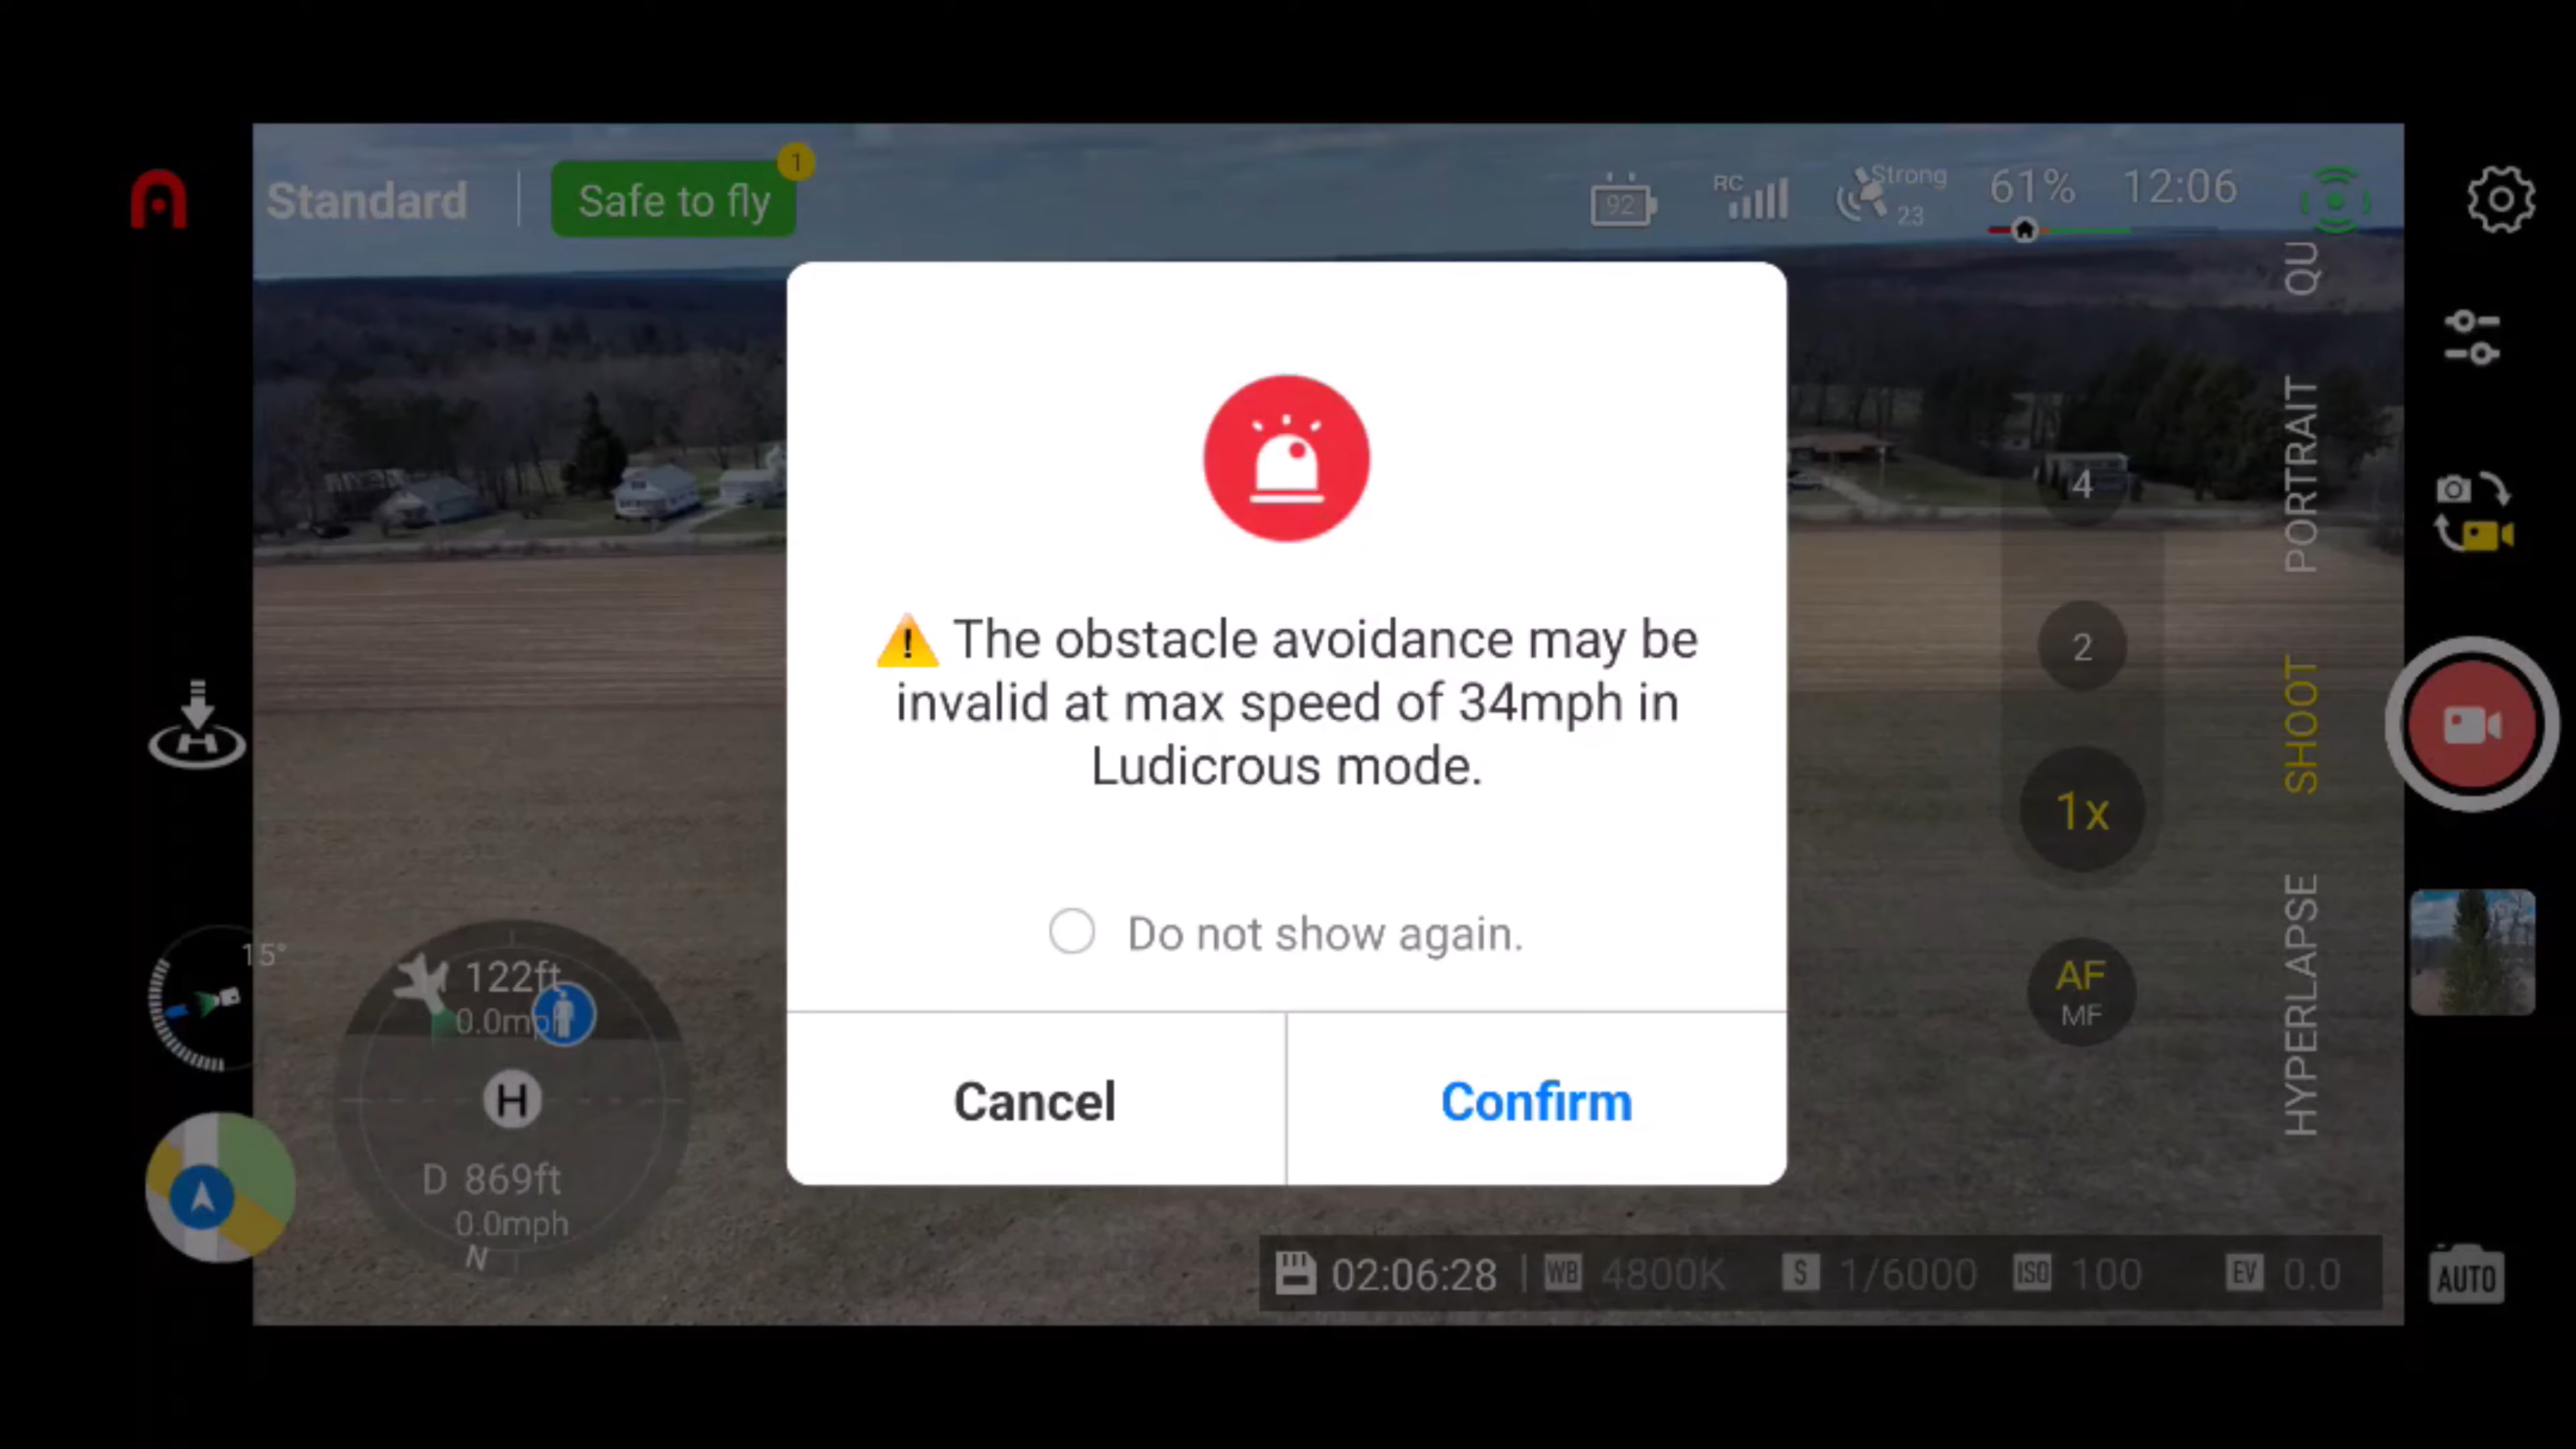 Standard
Safe to fly
1
92
RC
Strong
23
61%
12:06
QU
PORTRAIT
SHOOT
HYPERLAPSE
4
2
1x
AF
MF
⚠ The obstacle avoidance may be
invalid at max speed of 34mph in
Ludicrous mode.
Do not show again.
Cancel
Confirm
15°
122ft
0.0mph
H
D 869ft
0.0mph
N
02:06:28 | WB 4800K S 1/6000 ISO 100 EV 0.0
AUTO